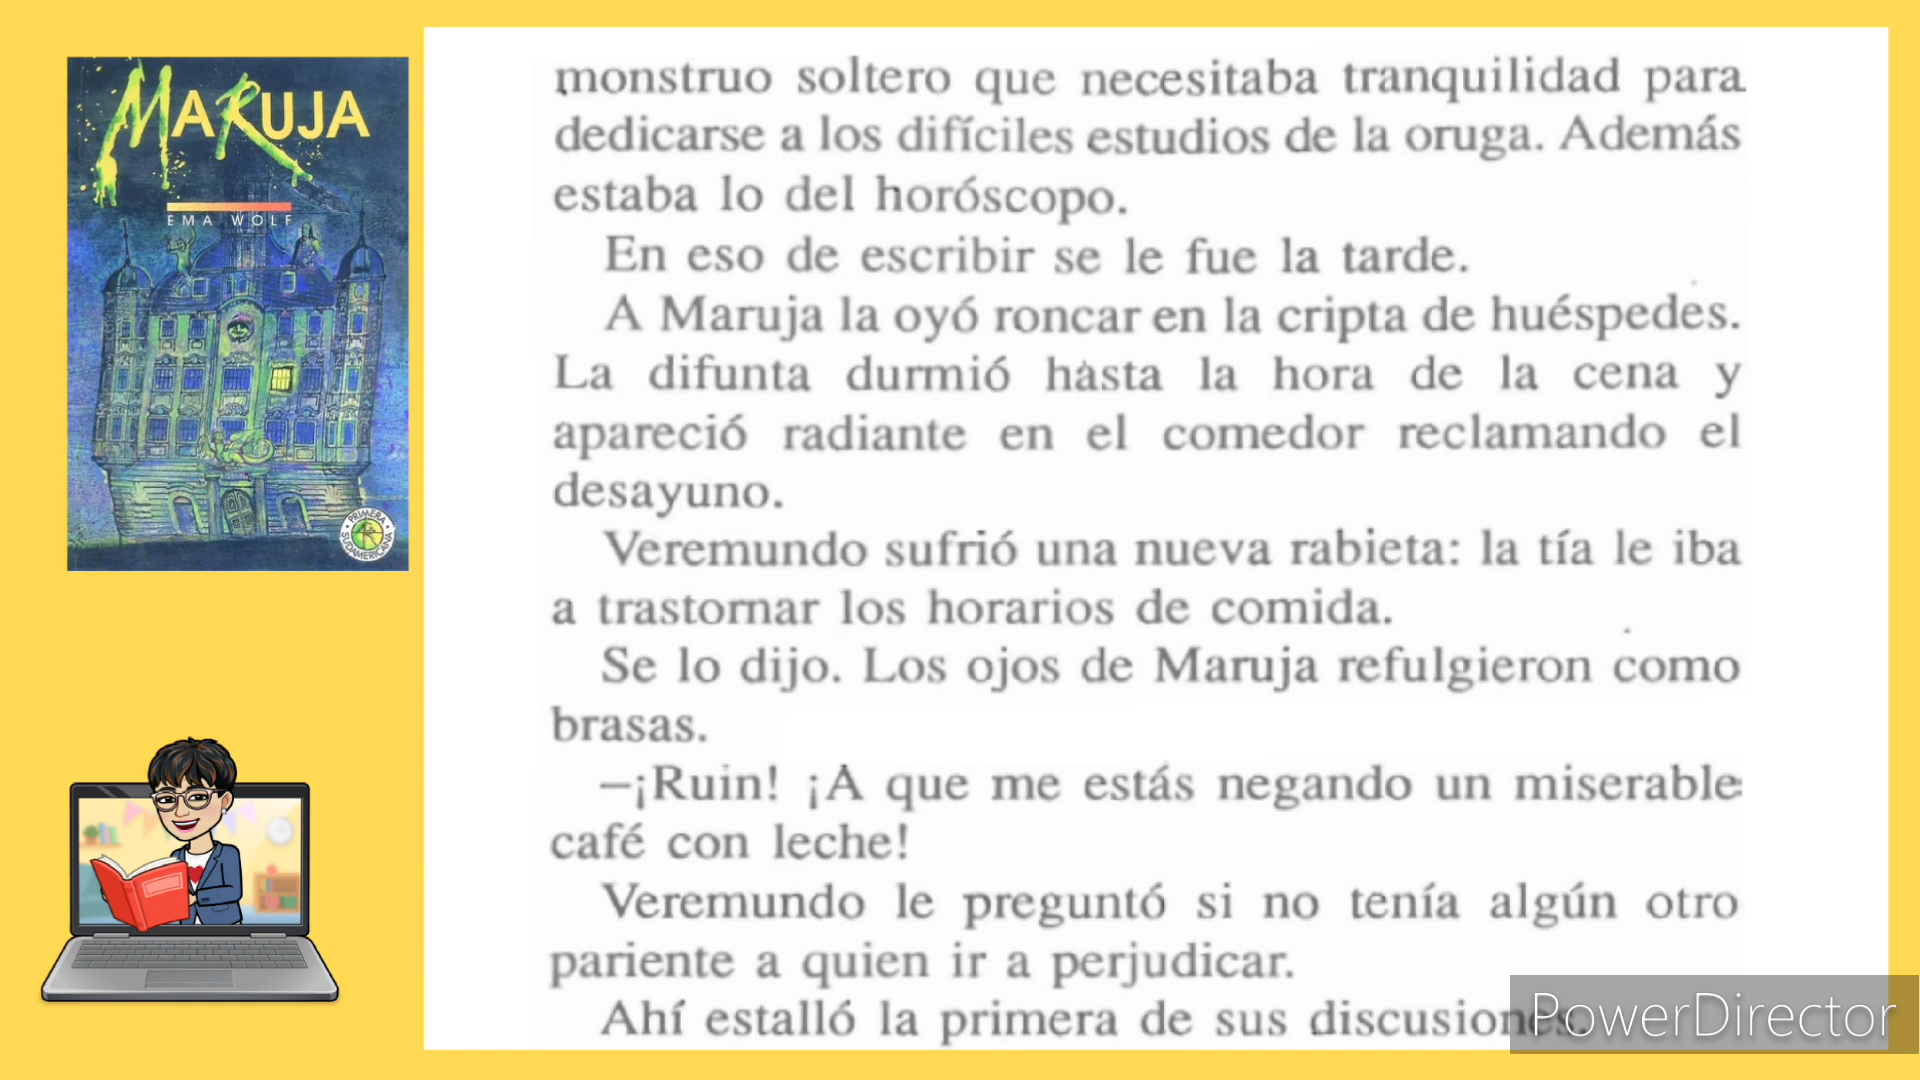 MARUJA
EMA WOLF
PRIMERA
SUDAMERICANA
monstruo soltero que necesitaba tranquilidad para
dedicarse a los difíciles estudios de la oruga. Además
estaba lo del horóscopo.
En eso de escribir se le fue la tarde.
A Maruja la oyó roncar en la cripta de huéspedes.
La difunta durmió hasta la hora de la cena y
apareció radiante en el comedor reclamando el
desayuno.
Veremundo sufrió una nueva rabieta: la tía le iba
a trastornar los horarios de comida.
Se lo dijo. Los ojos de Maruja refulgieron como
brasas.
–¡Ruin! ¡A que me estás negando un miserable
café con leche!
Veremundo le preguntó si no tenía algún otro
pariente a quien ir a perjudicar.
Ahí estalló la primera de sus discusiones.
PowerDirector